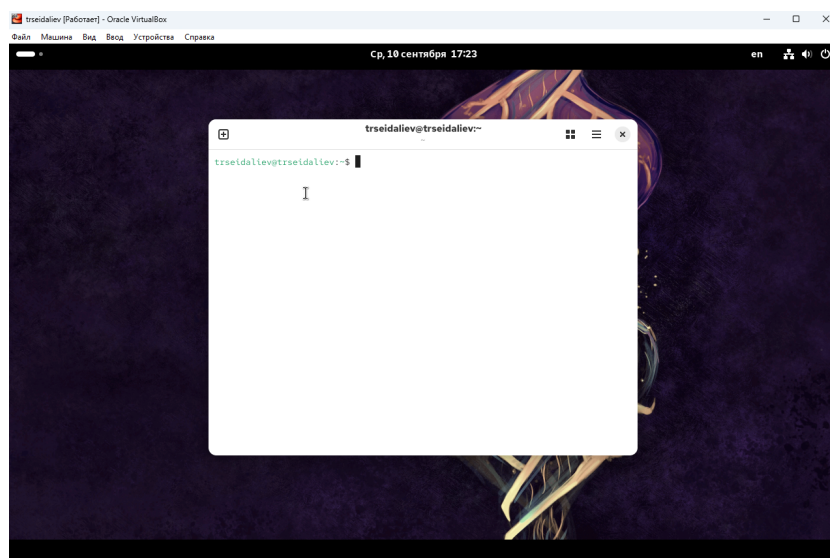 trseidaliev [Работает] - Oracle VirtualBox
Файл Машина Вид Ввод Устройства Справка
Ср, 10 сентября 17:23
en
trseidaliev@trseidaliev:~
trseidaliev@trseidaliev:~$